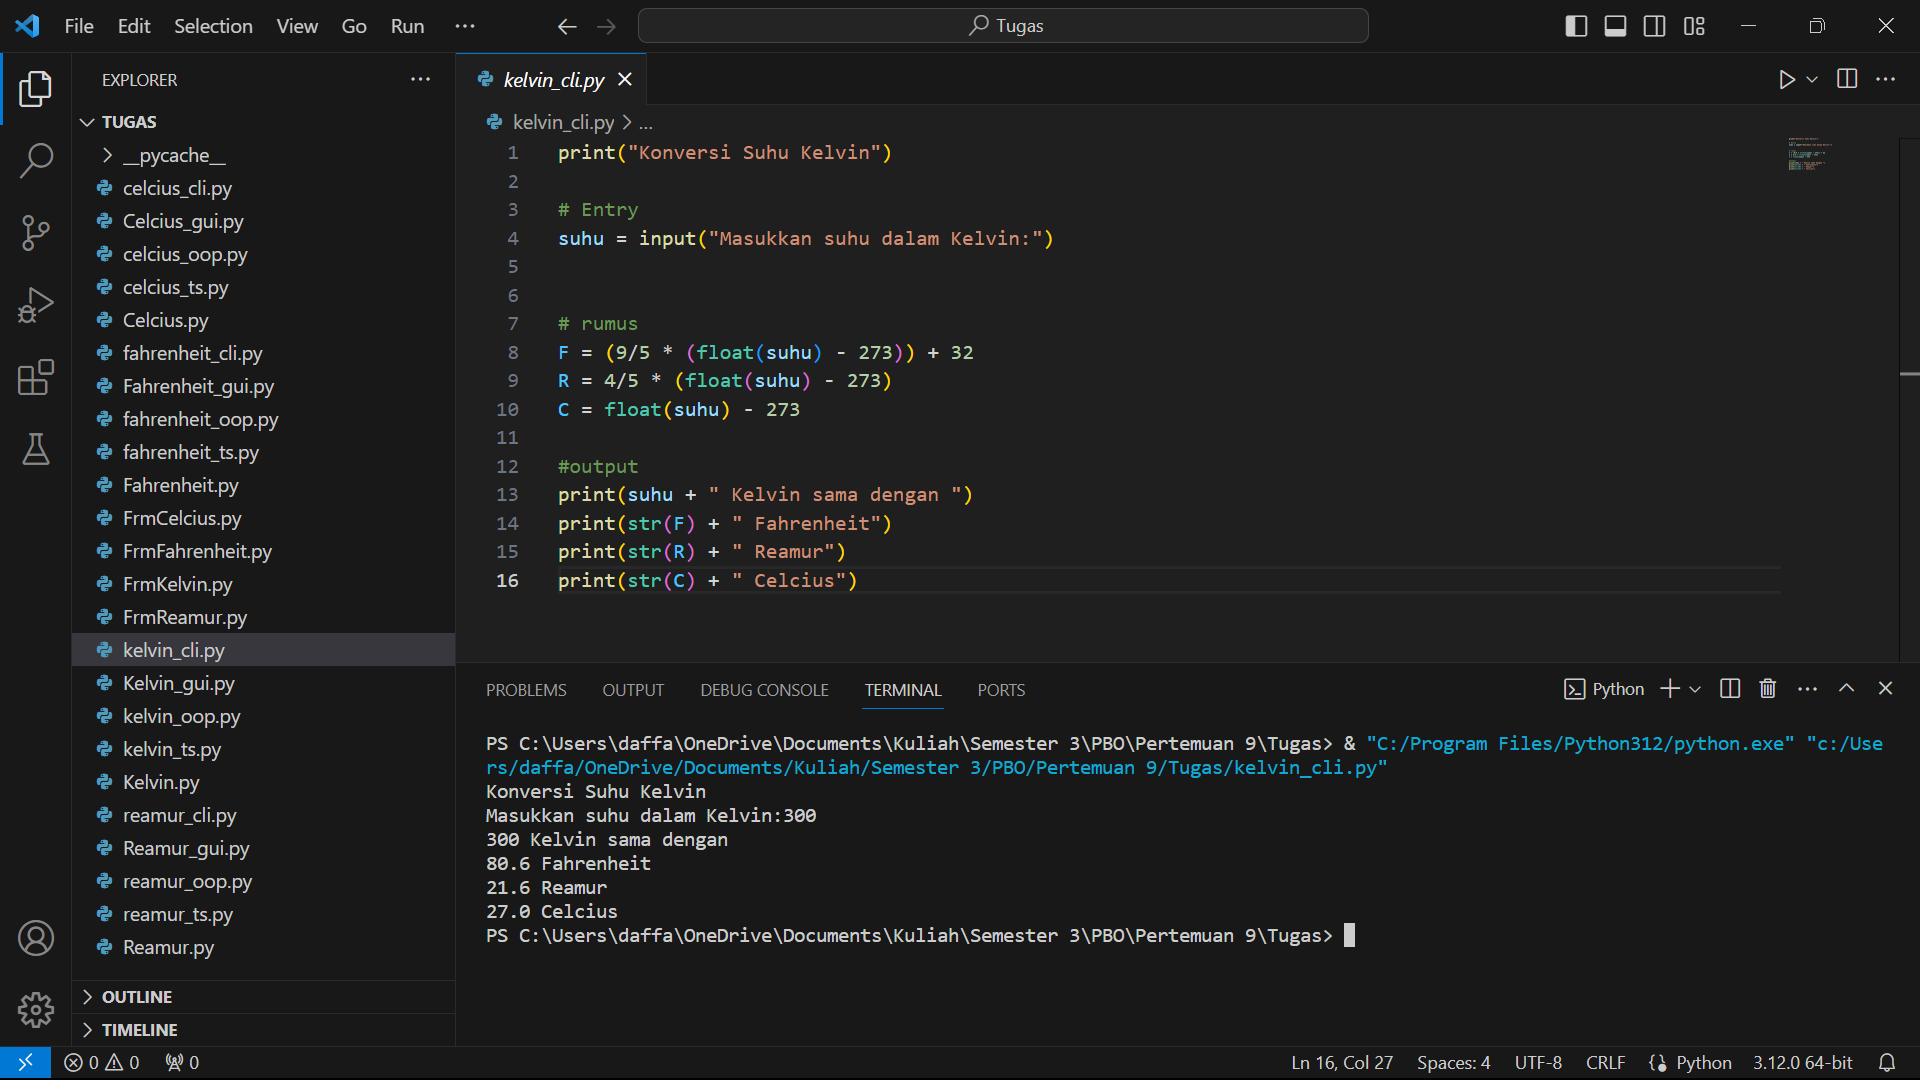 File Edit Selection View Go Run ··· Tugas
EXPLORER ···
TUGAS
__pycache__
celcius_cli.py
Celcius_gui.py
celcius_oop.py
celcius_ts.py
Celcius.py
fahrenheit_cli.py
Fahrenheit_gui.py
fahrenheit_oop.py
fahrenheit_ts.py
Fahrenheit.py
FrmCelcius.py
FrmFahrenheit.py
FrmKelvin.py
FrmReamur.py
kelvin_cli.py
Kelvin_gui.py
kelvin_oop.py
kelvin_ts.py
Kelvin.py
reamur_cli.py
Reamur_gui.py
reamur_oop.py
reamur_ts.py
Reamur.py
OUTLINE
TIMELINE
kelvin_cli.py
kelvin_cli.py > ...
1 print("Konversi Suhu Kelvin")
2
3 # Entry
4 suhu = input("Masukkan suhu dalam Kelvin:")
5
6
7 # rumus
8 F = (9/5 * (float(suhu) - 273)) + 32
9 R = 4/5 * (float(suhu) - 273)
10 C = float(suhu) - 273
11
12 #output
13 print(suhu + " Kelvin sama dengan ")
14 print(str(F) + " Fahrenheit")
15 print(str(R) + " Reamur")
16 print(str(C) + " Celcius")
PROBLEMS OUTPUT DEBUG CONSOLE TERMINAL PORTS Python
PS C:\Users\daffa\OneDrive\Documents\Kuliah\Semester 3\PBO\Pertemuan 9\Tugas> & "C:/Program Files/Python312/python.exe" "c:/Use
rs/daffa/OneDrive/Documents/Kuliah/Semester 3/PBO/Pertemuan 9/Tugas/kelvin_cli.py"
Konversi Suhu Kelvin
Masukkan suhu dalam Kelvin:300
300 Kelvin sama dengan
80.6 Fahrenheit
21.6 Reamur
27.0 Celcius
PS C:\Users\daffa\OneDrive\Documents\Kuliah\Semester 3\PBO\Pertemuan 9\Tugas>
0 0 0 Ln 16, Col 27 Spaces: 4 UTF-8 CRLF Python 3.12.0 64-bit